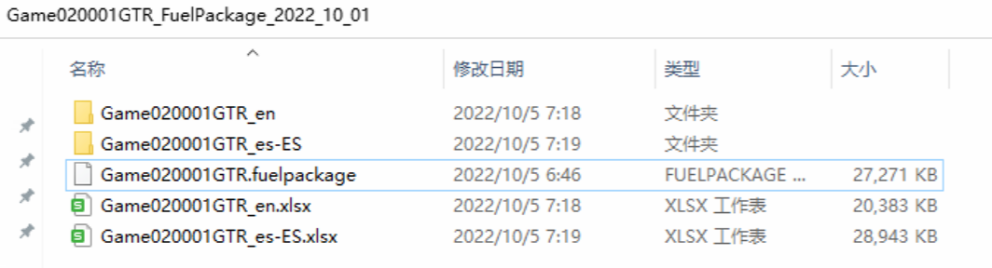 Game020001GTR_FuelPackage_2022_10_01
名称 修改日期 类型 大小
Game020001GTR_en 2022/10/5 7:18 文件夹
Game020001GTR_es-ES 2022/10/5 7:19 文件夹
Game020001GTR.fuelpackage 2022/10/5 6:46 FUELPACKAGE ... 27,271 KB
Game020001GTR_en.xlsx 2022/10/5 7:18 XLSX 工作表 20,383 KB
Game020001GTR_es-ES.xlsx 2022/10/5 7:19 XLSX 工作表 28,943 KB